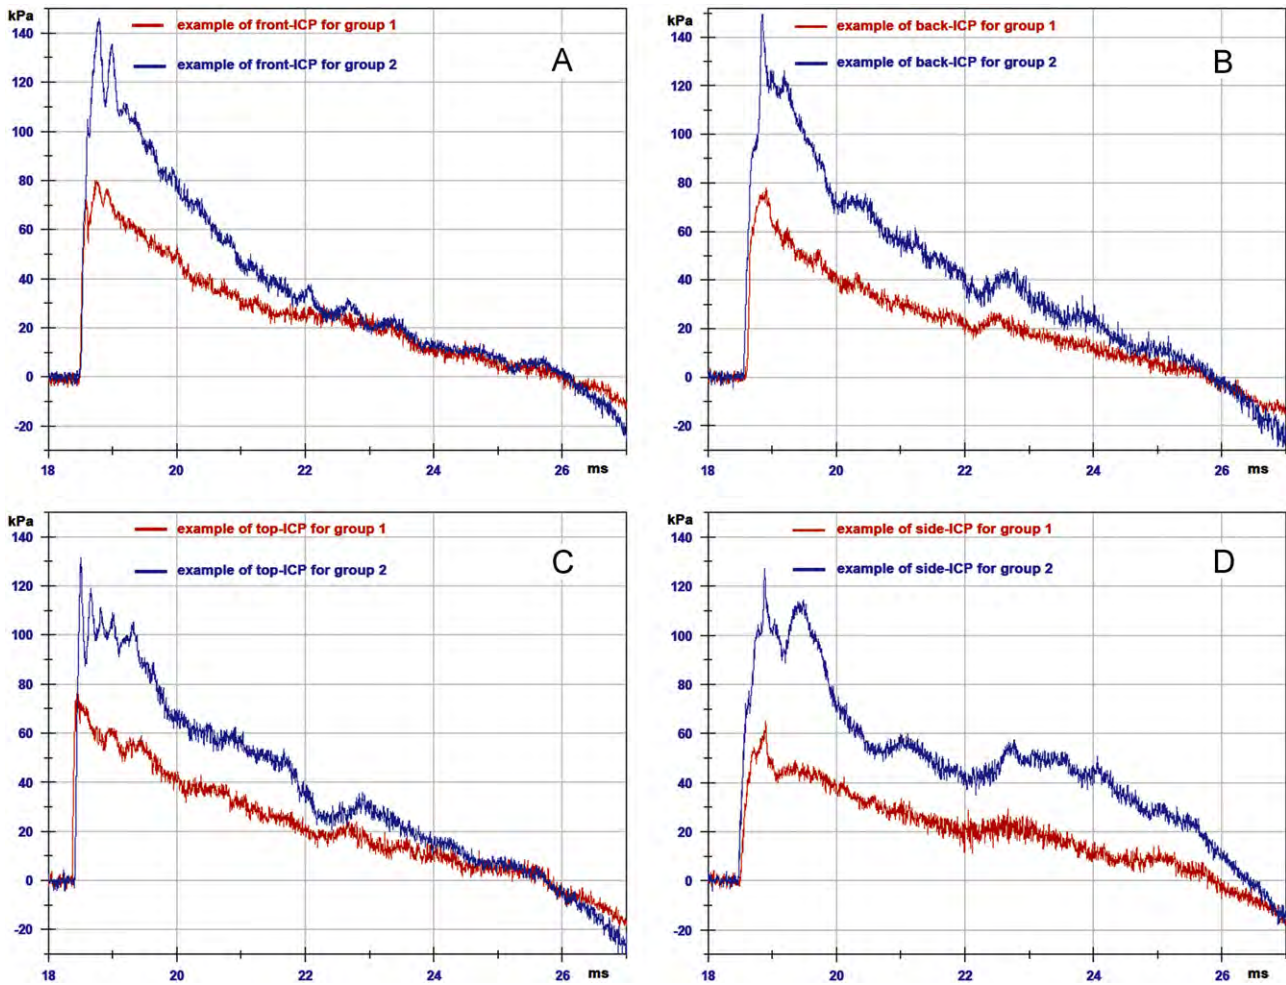 kPa
example of front-ICP for group 1
example of front-ICP for group 2
A
140
120
100
80
60
40
20
0
-20
18 20 22 24 26 ms
kPa
example of back-ICP for group 1
example of back-ICP for group 2
B
140
120
100
80
60
40
20
0
-20
18 20 22 24 26 ms
kPa
example of top-ICP for group 1
example of top-ICP for group 2
C
140
120
100
80
60
40
20
0
-20
18 20 22 24 26 ms
kPa
example of side-ICP for group 1
example of side-ICP for group 2
D
140
120
100
80
60
40
20
0
-20
18 20 22 24 26 ms